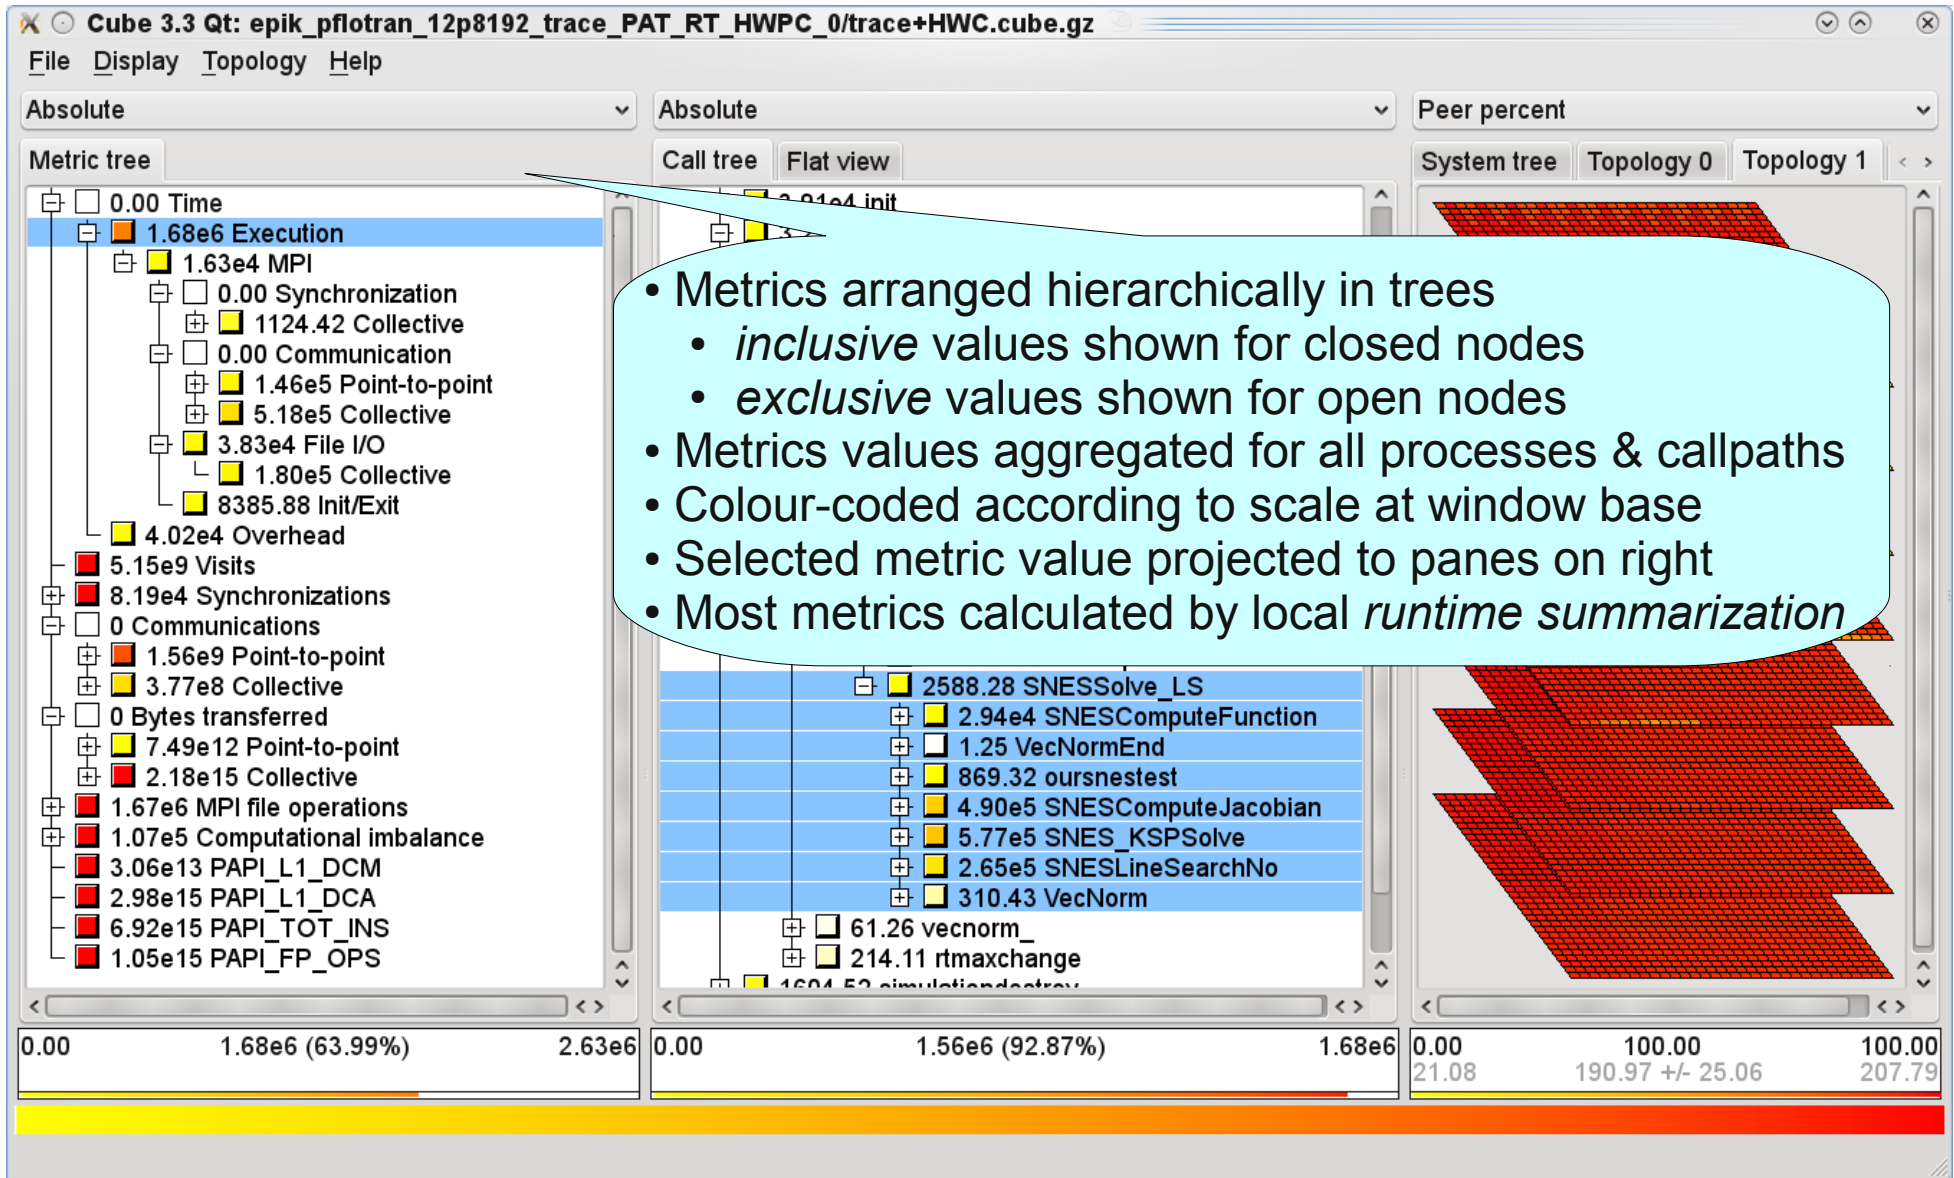 Cube 3.3 Qt: epik_pflotran_12p8192_trace_PAT_RT_HWPC_0/trace+HWC.cube.gz
File Display Topology Help
Absolute
Absolute
Peer percent
Metric tree
Call tree Flat view
System tree Topology 0 Topology 1
0.00 Time
1.68e6 Execution
1.63e4 MPI
0.00 Synchronization
1124.42 Collective
0.00 Communication
1.46e5 Point-to-point
5.18e5 Collective
3.83e4 File I/O
1.80e5 Collective
8385.88 Init/Exit
4.02e4 Overhead
5.15e9 Visits
8.19e4 Synchronizations
0 Communications
1.56e9 Point-to-point
3.77e8 Collective
0 Bytes transferred
7.49e12 Point-to-point
2.18e15 Collective
1.67e6 MPI file operations
1.07e5 Computational imbalance
3.06e13 PAPI_L1_DCM
2.98e15 PAPI_L1_DCA
6.92e15 PAPI_TOT_INS
1.05e15 PAPI_FP_OPS
init
• Metrics arranged hierarchically in trees
• inclusive values shown for closed nodes
• exclusive values shown for open nodes
• Metrics values aggregated for all processes & callpaths
• Colour-coded according to scale at window base
• Selected metric value projected to panes on right
• Most metrics calculated by local runtime summarization
2588.28 SNESSolve_LS
2.94e4 SNESComputeFunction
1.25 VecNormEnd
869.32 oursnestest
4.90e5 SNESComputeJacobian
5.77e5 SNES_KSPSolve
2.65e5 SNESLineSearchNo
310.43 VecNorm
61.26 vecnorm_
214.11 rtmaxchange
1604.52 simulationdestroy
0.00 1.68e6 (63.99%) 2.63e6
0.00 1.56e6 (92.87%) 1.68e6
0.00 100.00 100.00
21.08 190.97 +/- 25.06 207.79